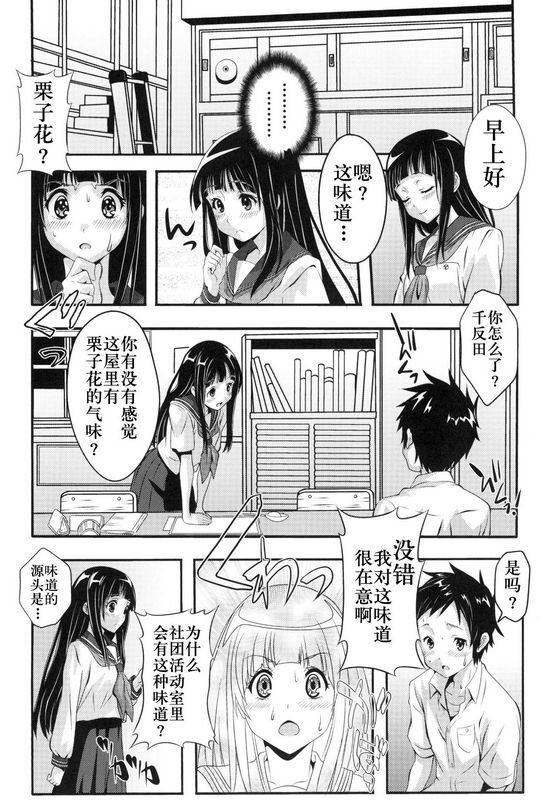 早上好
…………
嗯？
这味道…
栗子花？
你怎么了？
千反田
你有没有感觉
这屋里有
栗子花的气味？
是吗？
没错
我对这味道
很在意啊
为什么
社团活动室里
会有这种味道？
味道的
源头是…